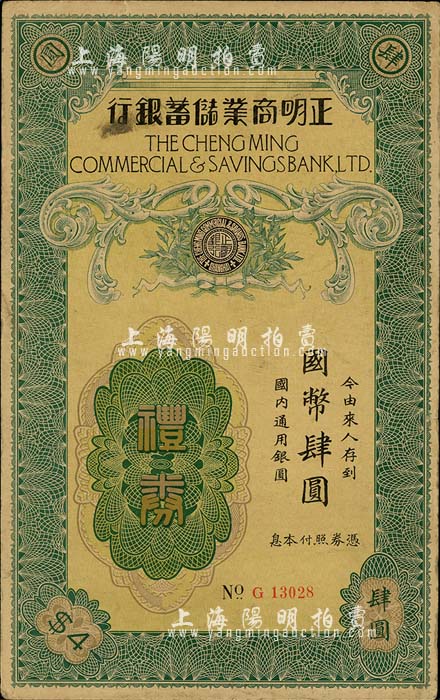 肆
圓
上海陽明拍賣
www.yangmingauction.com
正明商業儲蓄銀行
THE CHENG MING
COMMERCIAL & SAVINGS BANK, LTD.
上海陽明拍賣
www.yangmingauction.com
今由來人存到
國幣肆圓
國內通用銀圓
憑券照付本息
禮券
No G 13028
上海陽明拍賣
www.yangmingauction.com
$4
肆圓